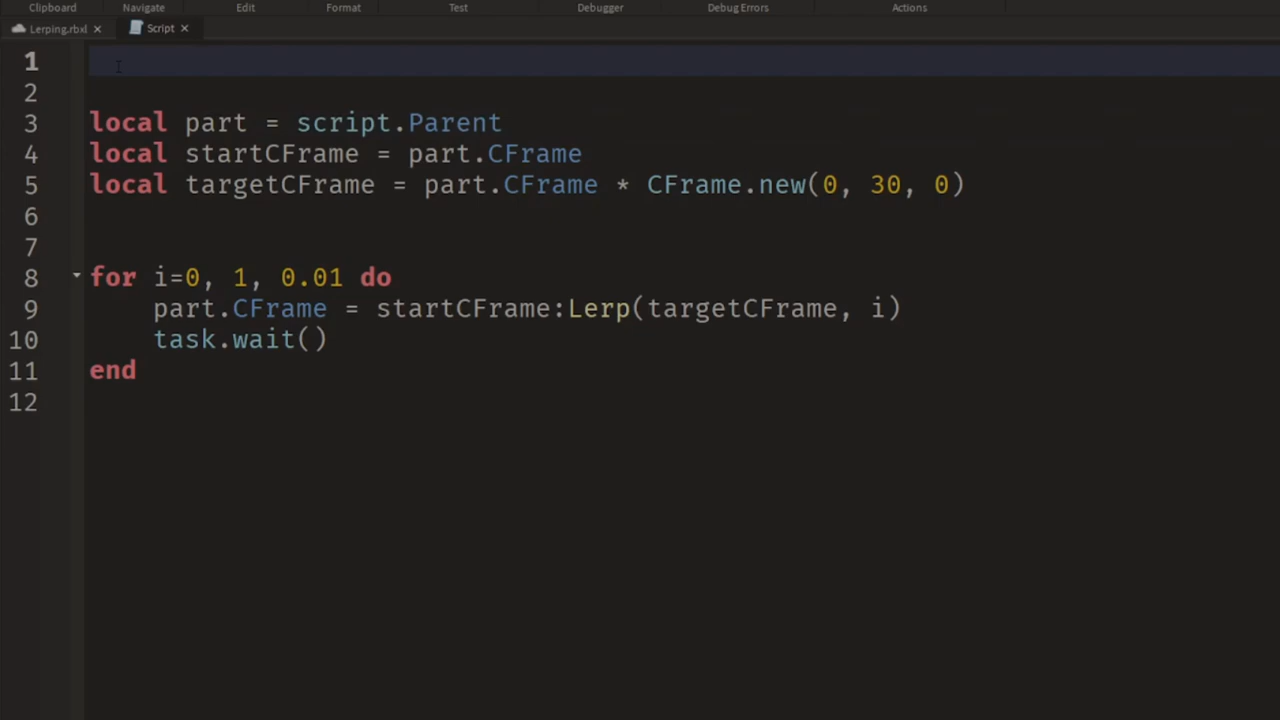 Clipboard Navigate Edit Format Test Debugger Debug Errors Actions
Lerping.rbxl × Script ×
1
2
3 local part = script.Parent
4 local startCFrame = part.CFrame
5 local targetCFrame = part.CFrame * CFrame.new(0, 30, 0)
6
7
8 for i=0, 1, 0.01 do
9 part.CFrame = startCFrame:Lerp(targetCFrame, i)
10 task.wait()
11 end
12